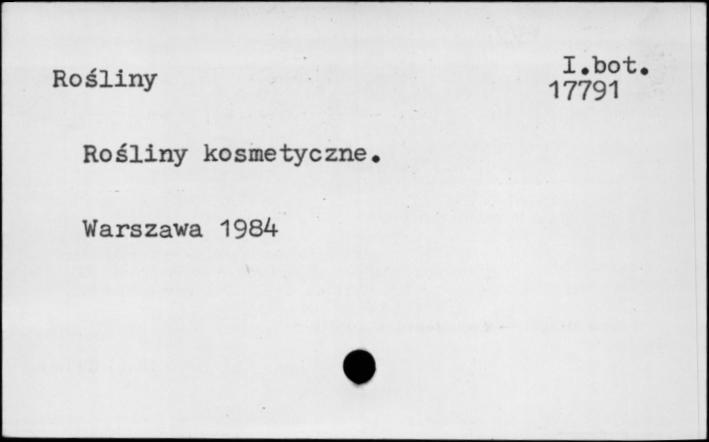 Rośliny
I.bot.
17791
Rośliny kosmetyczne.
Warszawa 1984